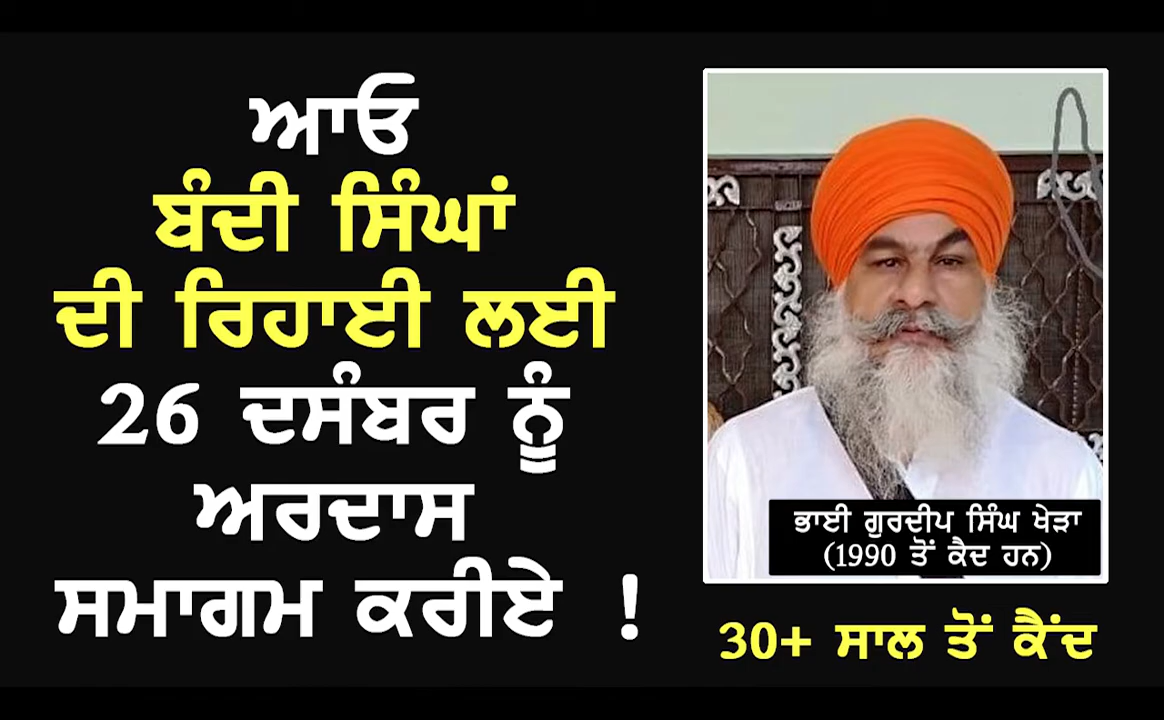 ਆਓ
ਬੰਦੀ ਸਿੰਘਾਂ
ਦੀ ਰਿਹਾਈ ਲਈ
26 ਦਸੰਬਰ ਨੂੰ
ਅਰਦਾਸ
ਸਮਾਗਮ ਕਰੀਏ !
ਭਾਈ ਗੁਰਦੀਪ ਸਿੰਘ ਖੇੜਾ
(1990 ਤੋਂ ਕੈਦ ਹਨ)
30+ ਸਾਲ ਤੋਂ ਕੈਂਦ